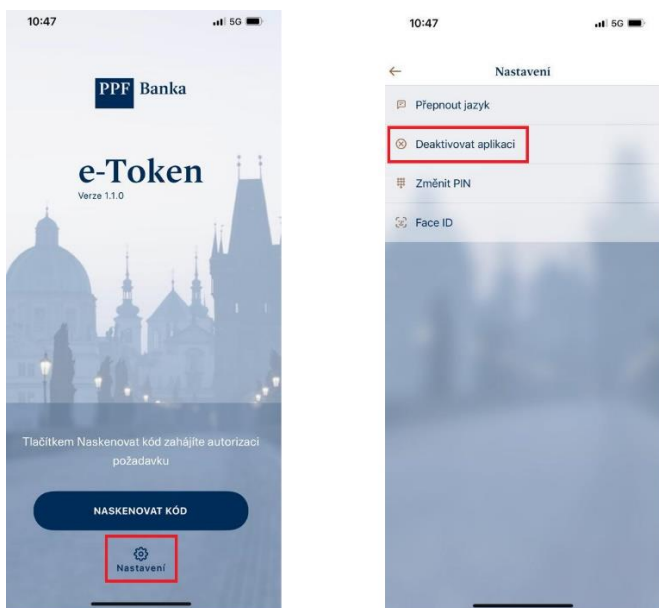 10:47
5G
PPF Banka
e-Token
Verze 1.1.0
Tlačítkem Naskenovat kód zahájíte autorizaci
požadavku
NASKENOVAT KÓD
Nastavení
10:47
5G
Nastavení
Přepnout jazyk
Deaktivovat aplikaci
Změnit PIN
Face ID